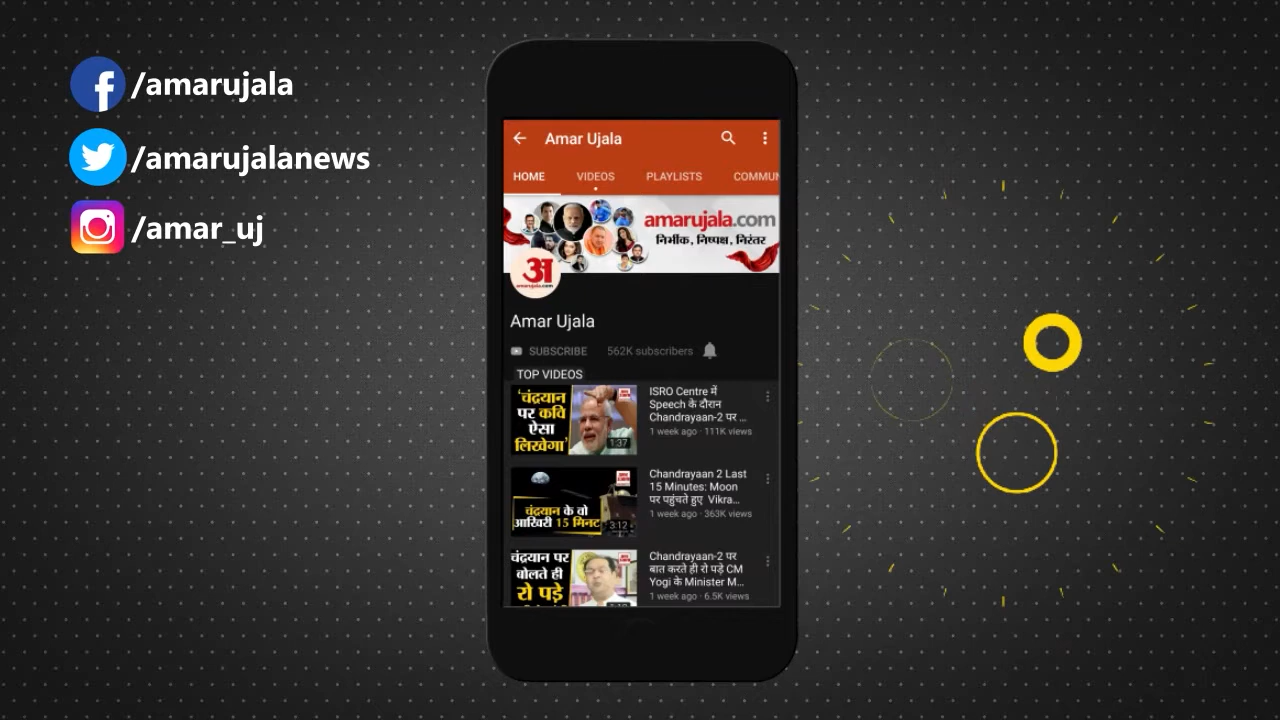 /amarujala
/amarujalanews
/amar_uj
Amar Ujala
HOME VIDEOS PLAYLISTS COMMUN
amarujala.com
निर्भीक, निष्पक्ष, निरंतर
अ
amarujala.com
Amar Ujala
SUBSCRIBE 562K subscribers
TOP VIDEOS
'चंद्रयान
पर कवि
ऐसा
लिखेगा'
1:37
ISRO Centre में
Speech के दौरान
Chandrayaan-2 पर ...
1 week ago · 111K views
चंद्रयान के वो
आखिरी 15 मिनट
3:12
Chandrayaan 2 Last
15 Minutes: Moon
पर पहुंचते हुए Vikra...
1 week ago · 363K views
चंद्रयान पर
बोलते ही
रो पड़े
Chandrayaan-2 पर
बात करते ही रो पड़े CM
Yogi के Minister M...
1 week ago · 6.5K views